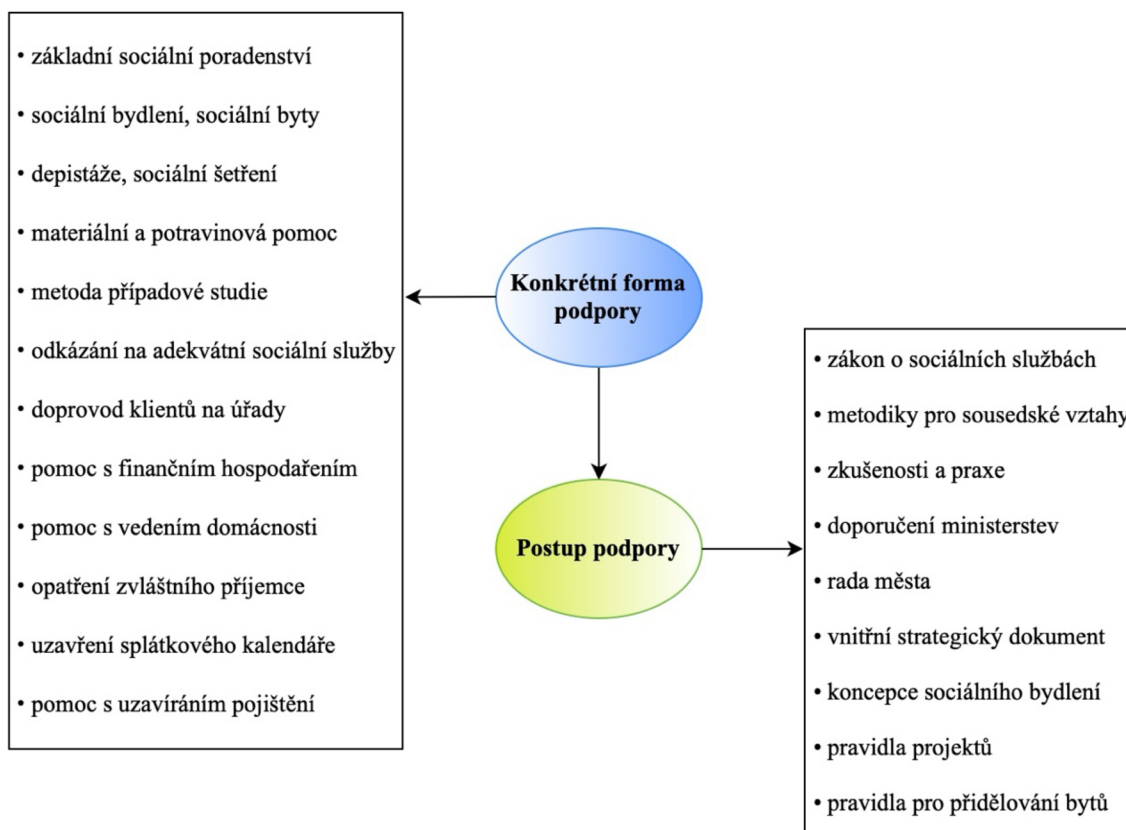 • základní sociální poradenství
• sociální bydlení, sociální byty
• depistáže, sociální šetření
• materiální a potravinová pomoc
• metoda případové studie
• odkázání na adekvátní sociální služby
• doprovod klientů na úřady
• pomoc s finančním hospodařením
• pomoc s vedením domácnosti
• opatření zvláštního příjemce
• uzavření splátkového kalendáře
• pomoc s uzavíráním pojištění
Konkrétní forma
podpory
Postup podpory
• zákon o sociálních službách
• metodiky pro sousedské vztahy
• zkušenosti a praxe
• doporučení ministerstev
• rada města
• vnitřní strategický dokument
• koncepce sociálního bydlení
• pravidla projektů
• pravidla pro přidělování bytů